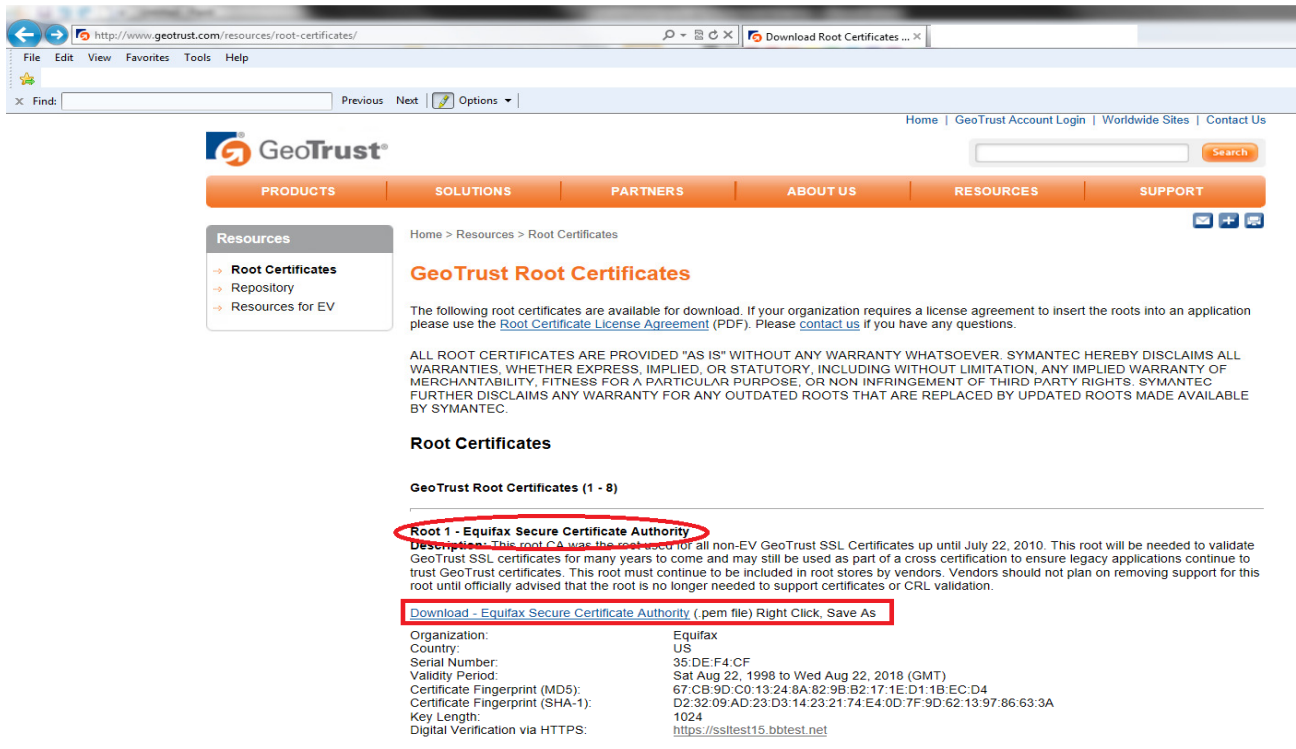 http://www.geotrust.com/resources/root-certificates/
Download Root Certificates ...
File Edit View Favorites Tools Help
x Find: Previous Next Options
Home | GeoTrust Account Login | Worldwide Sites | Contact Us
GeoTrust®
Search
PRODUCTS SOLUTIONS PARTNERS ABOUT US RESOURCES SUPPORT
Resources
Root Certificates
Repository
Resources for EV
Home > Resources > Root Certificates
GeoTrust Root Certificates
The following root certificates are available for download. If your organization requires a license agreement to insert the roots into an application
please use the Root Certificate License Agreement (PDF). Please contact us if you have any questions.
ALL ROOT CERTIFICATES ARE PROVIDED "AS IS" WITHOUT ANY WARRANTY WHATSOEVER. SYMANTEC HEREBY DISCLAIMS ALL
WARRANTIES, WHETHER EXPRESS, IMPLIED, OR STATUTORY, INCLUDING WITHOUT LIMITATION, ANY IMPLIED WARRANTY OF
MERCHANTABILITY, FITNESS FOR A PARTICULAR PURPOSE, OR NON INFRINGEMENT OF THIRD PARTY RIGHTS. SYMANTEC
FURTHER DISCLAIMS ANY WARRANTY FOR ANY OUTDATED ROOTS THAT ARE REPLACED BY UPDATED ROOTS MADE AVAILABLE
BY SYMANTEC.
Root Certificates
GeoTrust Root Certificates (1 - 8)
Root 1 - Equifax Secure Certificate Authority
Description: This root CA was the root used for all non-EV GeoTrust SSL Certificates up until July 22, 2010. This root will be needed to validate
GeoTrust SSL certificates for many years to come and may still be used as part of a cross certification to ensure legacy applications continue to
trust GeoTrust certificates. This root must continue to be included in root stores by vendors. Vendors should not plan on removing support for this
root until officially advised that the root is no longer needed to support certificates or CRL validation.
Download - Equifax Secure Certificate Authority (.pem file) Right Click, Save As
Organization: Equifax
Country: US
Serial Number: 35:DE:F4:CF
Validity Period: Sat Aug 22, 1998 to Wed Aug 22, 2018 (GMT)
Certificate Fingerprint (MD5): 67:CB:9D:C0:13:24:8A:82:9B:B2:17:1E:D1:1B:EC:D4
Certificate Fingerprint (SHA-1): D2:32:09:AD:23:D3:14:23:21:74:E4:0D:7F:9D:62:13:97:86:63:3A
Key Length: 1024
Digital Verification via HTTPS: https://ssltest15.bbtest.net